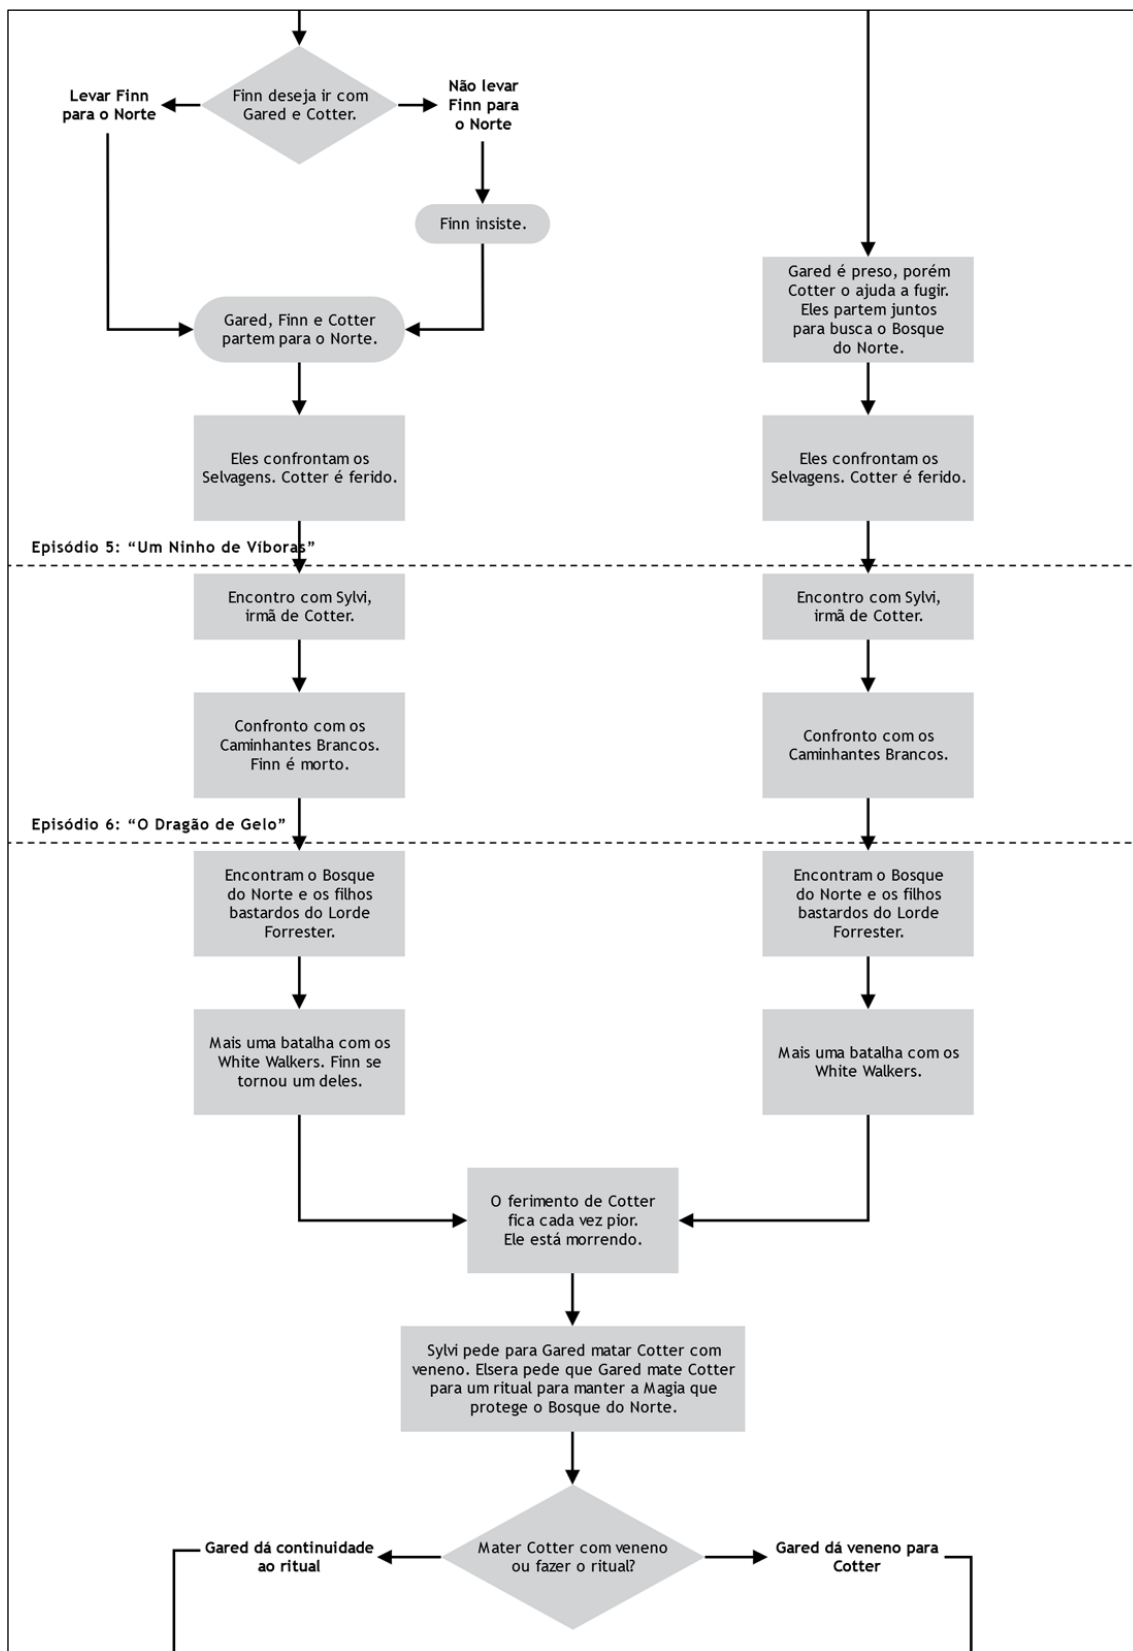 Levar Finn
para o Norte
Finn deseja ir com
Gared e Cotter.
Não levar
Finn para
o Norte
Finn insiste.
Gared, Finn e Cotter
partem para o Norte.
Gared é preso, porém
Cotter o ajuda a fugir.
Eles partem juntos
para busca o Bosque
do Norte.
Eles confrontam os
Selvagens. Cotter é ferido.
Eles confrontam os
Selvagens. Cotter é ferido.
Episódio 5: “Um Ninho de Víboras”
Encontro com Sylvi,
irmã de Cotter.
Encontro com Sylvi,
irmã de Cotter.
Confronto com os
Caminhantes Brancos.
Finn é morto.
Confronto com os
Caminhantes Brancos.
Episódio 6: “O Dragão de Gelo”
Encontram o Bosque
do Norte e os filhos
bastardos do Lorde
Forrester.
Encontram o Bosque
do Norte e os filhos
bastardos do Lorde
Forrester.
Mais uma batalha com os
White Walkers. Finn se
tornou um deles.
Mais uma batalha com os
White Walkers.
O ferimento de Cotter
fica cada vez pior.
Ele está morrendo.
Sylvi pede para Gared matar Cotter com
veneno. Elsera pede que Gared mate Cotter
para um ritual para manter a Magia que
protege o Bosque do Norte.
Gared dá continuidade
ao ritual
Mater Cotter com veneno
ou fazer o ritual?
Gared dá veneno para
Cotter